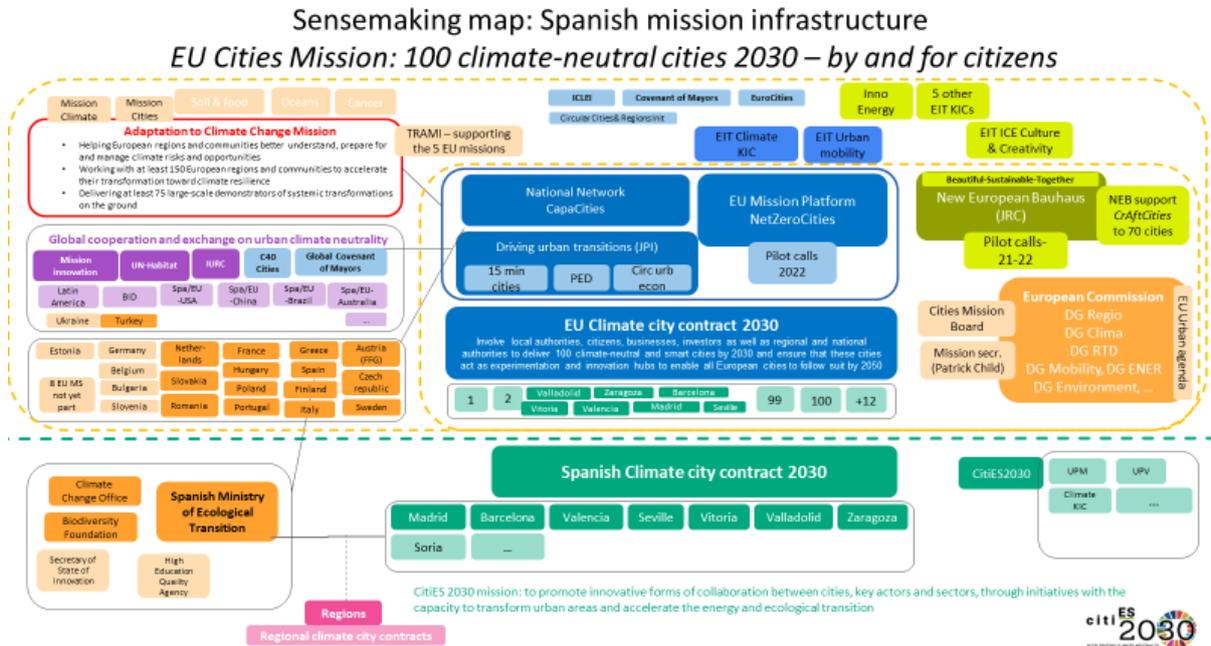 Sensemaking map: Spanish mission infrastructure
EU Cities Mission: 100 climate-neutral cities 2030 – by and for citizens
Mission
Climate
Mission
Cities
Soil & food
Oceans
Cancer
Adaptation to Climate Change Mission
• Helping European regions and communities better understand, prepare for
and manage climate risks and opportunities
• Working with at least 150 European regions and communities to accelerate
their transformation toward climate resilience
• Delivering at least 75 large-scale demonstrators of systemic transformations
on the ground
TRAMI – supporting
the 5 EU missions
ICLEI
Covenant of Mayors
EuroCities
Circular Cities & Regions Init
EIT Climate
KIC
EIT Urban
mobility
Inno
Energy
5 other
EIT KICs
EIT ICE Culture
& Creativity
Global cooperation and exchange on urban climate neutrality
Mission
innovation
UN-Habitat
IURC
C40
Cities
Global Covenant
of Mayors
Latin
America
BID
Spa/EU
-USA
Spa/EU
-China
Spa/EU
-Brazil
Spa/EU-
Australia
Ukraine
Turkey
...
Estonia
Germany
Nether-
lands
France
Greece
Austria
(FFG)
8 EU MS
not yet
part
Belgium
Bulgaria
Slovenia
Slovakia
Romania
Hungary
Poland
Portugal
Spain
Finland
Italy
Czech
republic
Sweden
National Network
CapaCities
EU Mission Platform
NetZeroCities
Driving urban transitions (JPI)
15 min
cities
PED
Circ urb
econ
Pilot calls
2022
Beautiful-Sustainable-Together
New European Bauhaus
(JRC)
NEB support
CrAftCities
to 70 cities
Pilot calls-
21-22
EU Climate city contract 2030
Involve local authorities, citizens, businesses, investors as well as regional and national
authorities to deliver 100 climate-neutral and smart cities by 2030 and ensure that these cities
act as experimentation and innovation hubs to enable all European cities to follow suit by 2050
1
2
Valladolid
Zaragoza
Barcelona
Vitoria
Valencia
Madrid
Seville
99
100
+12
Cities Mission
Board
Mission secr.
(Patrick Child)
European Commission
DG Regio
DG Clima
DG RTD
DG Mobility, DG ENER
DG Environment, ...
EU Urban agenda
Climate
Change Office
Biodiversity
Foundation
Spanish Ministry
of Ecological
Transition
Secretary of
State of
Innovation
High
Education
Quality
Agency
Spanish Climate city contract 2030
Madrid
Barcelona
Valencia
Seville
Vitoria
Valladolid
Zaragoza
Soria
...
CitiES2030
UPM
UPV
Climate
KIC
...
Regions
Regional climate city contracts
CitiES 2030 mission: to promote innovative forms of collaboration between cities, key actors and sectors, through initiatives with the
capacity to transform urban areas and accelerate the energy and ecological transition
citiES
2030